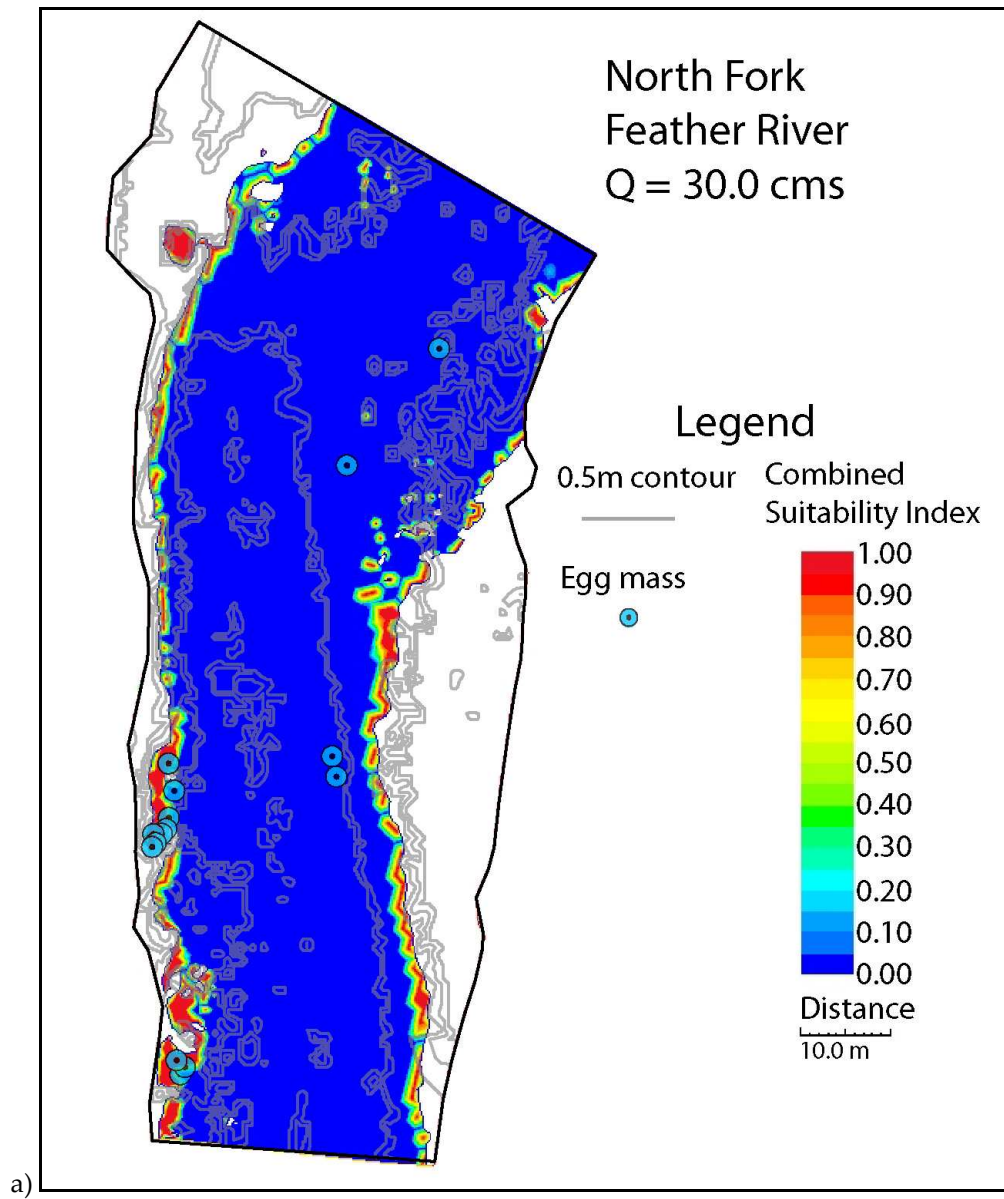 North Fork
Feather River
Q = 30.0 cms
Legend
0.5m contour
Egg mass
Combined
Suitability Index
1.00
0.90
0.80
0.70
0.60
0.50
0.40
0.30
0.20
0.10
0.00
Distance
10.0 m
a)